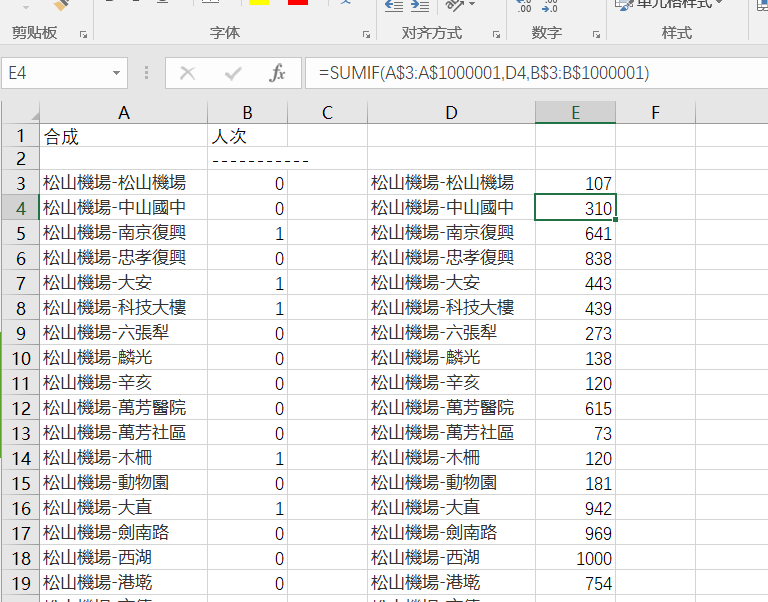 单元格样式
.00
.0
剪贴板 字体 对齐方式 数字 样式
E4 fx =SUMIF(A$3:A$1000001,D4,B$3:B$1000001)
A B C D E F
1 合成 人次
2 -----------
3 松山機場-松山機場 0 松山機場-松山機場 107
4 松山機場-中山國中 0 松山機場-中山國中 310
5 松山機場-南京復興 1 松山機場-南京復興 641
6 松山機場-忠孝復興 0 松山機場-忠孝復興 838
7 松山機場-大安 1 松山機場-大安 443
8 松山機場-科技大樓 1 松山機場-科技大樓 439
9 松山機場-六張犁 0 松山機場-六張犁 273
10 松山機場-麟光 0 松山機場-麟光 138
11 松山機場-辛亥 0 松山機場-辛亥 120
12 松山機場-萬芳醫院 0 松山機場-萬芳醫院 615
13 松山機場-萬芳社區 0 松山機場-萬芳社區 73
14 松山機場-木柵 1 松山機場-木柵 120
15 松山機場-動物園 0 松山機場-動物園 181
16 松山機場-大直 1 松山機場-大直 942
17 松山機場-劍南路 0 松山機場-劍南路 969
18 松山機場-西湖 0 松山機場-西湖 1000
19 松山機場-港墘 0 松山機場-港墘 754